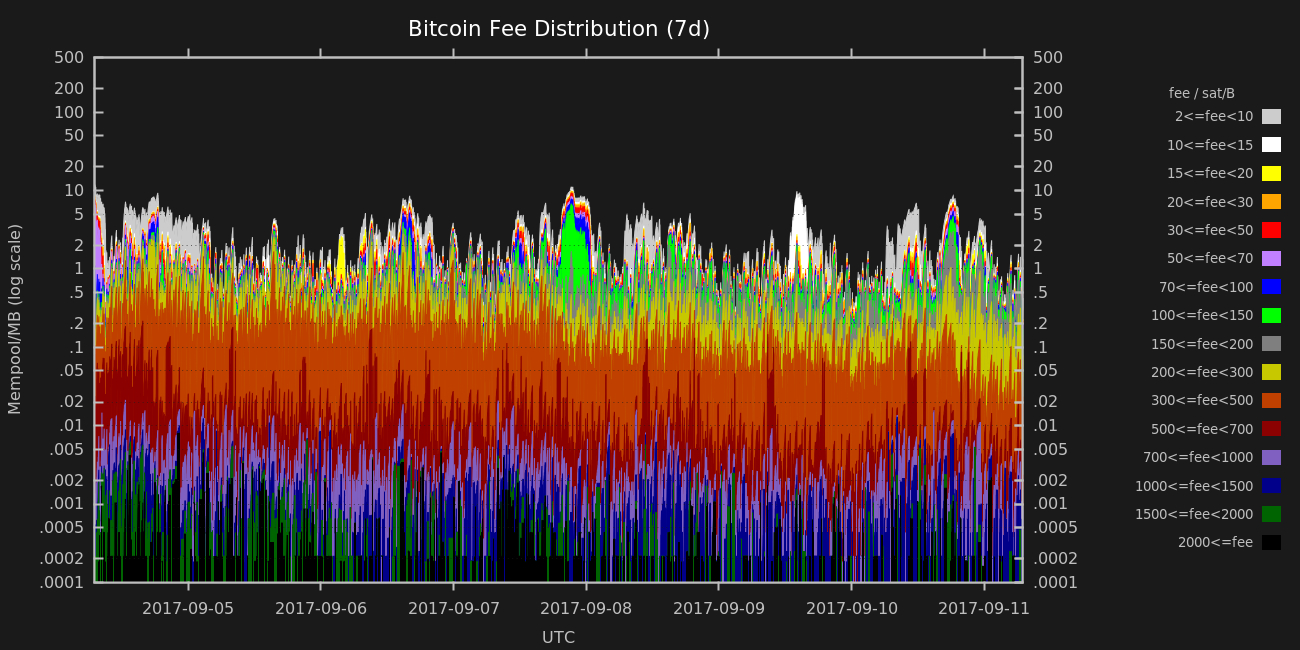 Bitcoin Fee Distribution (7d)
Mempool/MB (log scale)
500
200
100
50
20
10
5
2
1
.5
.2
.1
.05
.02
.01
.005
.002
.001
.0005
.0002
.0001
500
200
100
50
20
10
5
2
1
.5
.2
.1
.05
.02
.01
.005
.002
.001
.0005
.0002
.0001
2017-09-05 2017-09-06 2017-09-07 2017-09-08 2017-09-09 2017-09-10 2017-09-11
UTC
fee / sat/B
2<=fee<10
10<=fee<15
15<=fee<20
20<=fee<30
30<=fee<50
50<=fee<70
70<=fee<100
100<=fee<150
150<=fee<200
200<=fee<300
300<=fee<500
500<=fee<700
700<=fee<1000
1000<=fee<1500
1500<=fee<2000
2000<=fee